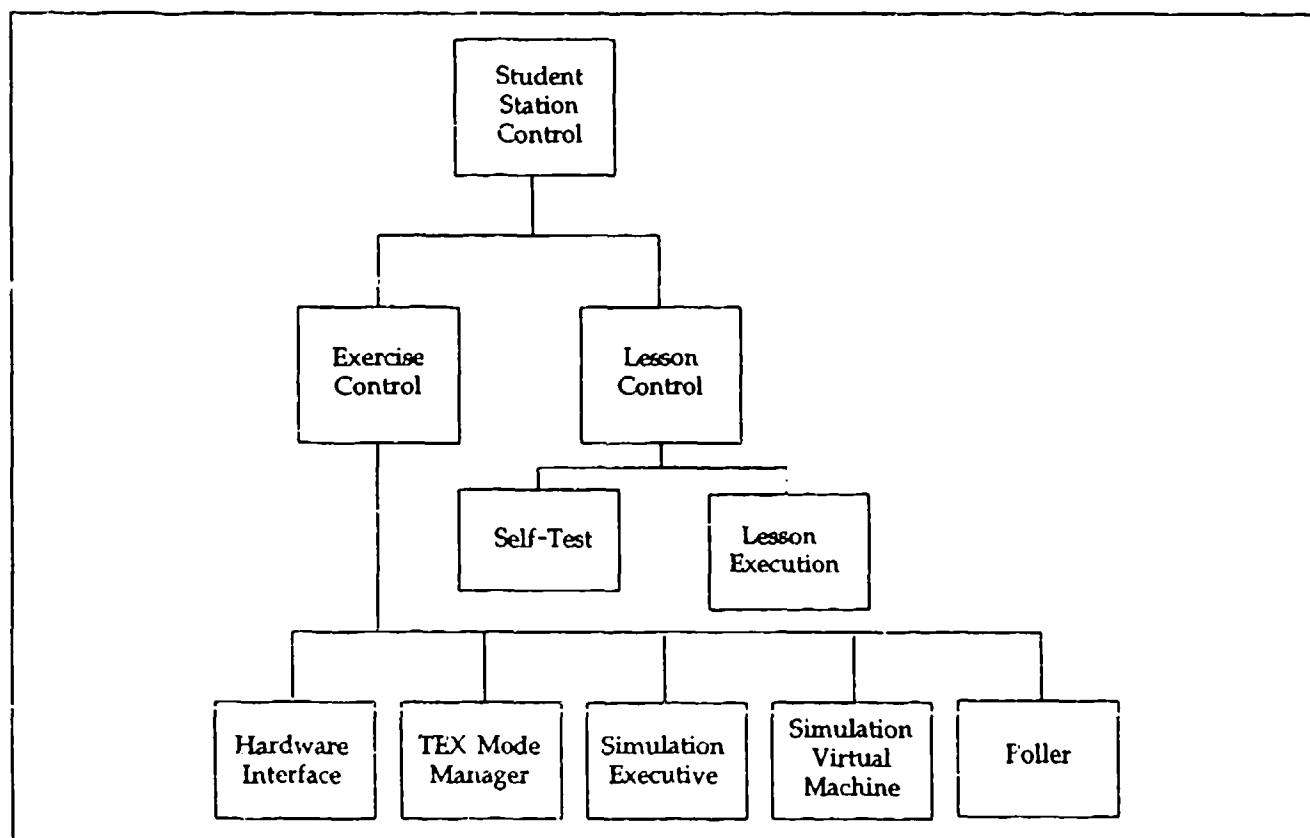 Student
Station
Control
Exercise
Control
Lesson
Control
Self-Test
Lesson
Execution
Hardware
Interface
TEX Mode
Manager
Simulation
Executive
Simulation
Virtual
Machine
Poller